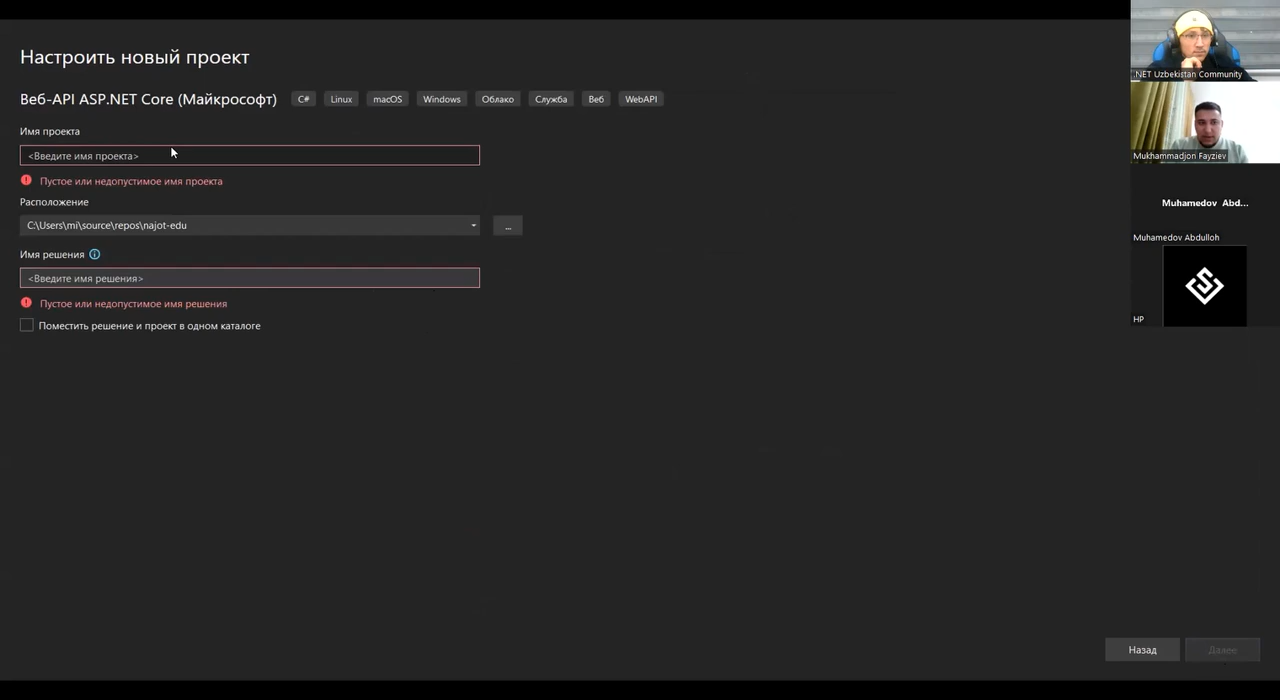 Настроить новый проект
Веб-API ASP.NET Core (Майкрософт) C# Linux macOS Windows Облако Служба Веб WebAPI
Имя проекта
<Введите имя проекта>
Пустое или недопустимое имя проекта
Расположение
C:\Users\mi\source\repos\najot-edu
...
Имя решения
<Введите имя решения>
Пустое или недопустимое имя решения
Поместить решение и проект в одном каталоге
Назад Далее
.NET Uzbekistan Community
Mukhammadjon Fayziev
Muhamedov Abd...
Muhamedov Abdulloh
HP